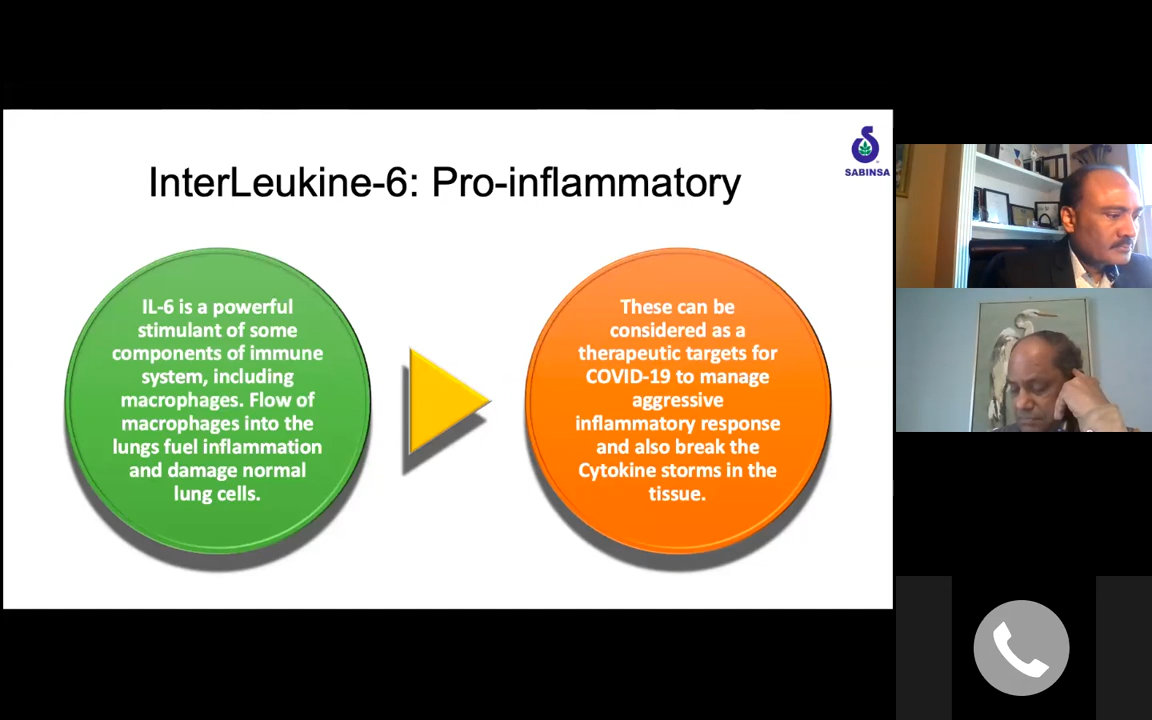 SABINSA
InterLeukine-6: Pro-inflammatory
IL-6 is a powerful
stimulant of some
components of immune
system, including
macrophages. Flow of
macrophages into the
lungs fuel inflammation
and damage normal
lung cells.
These can be
considered as a
therapeutic targets for
COVID-19 to manage
aggressive
inflammatory response
and also break the
Cytokine storms in the
tissue.